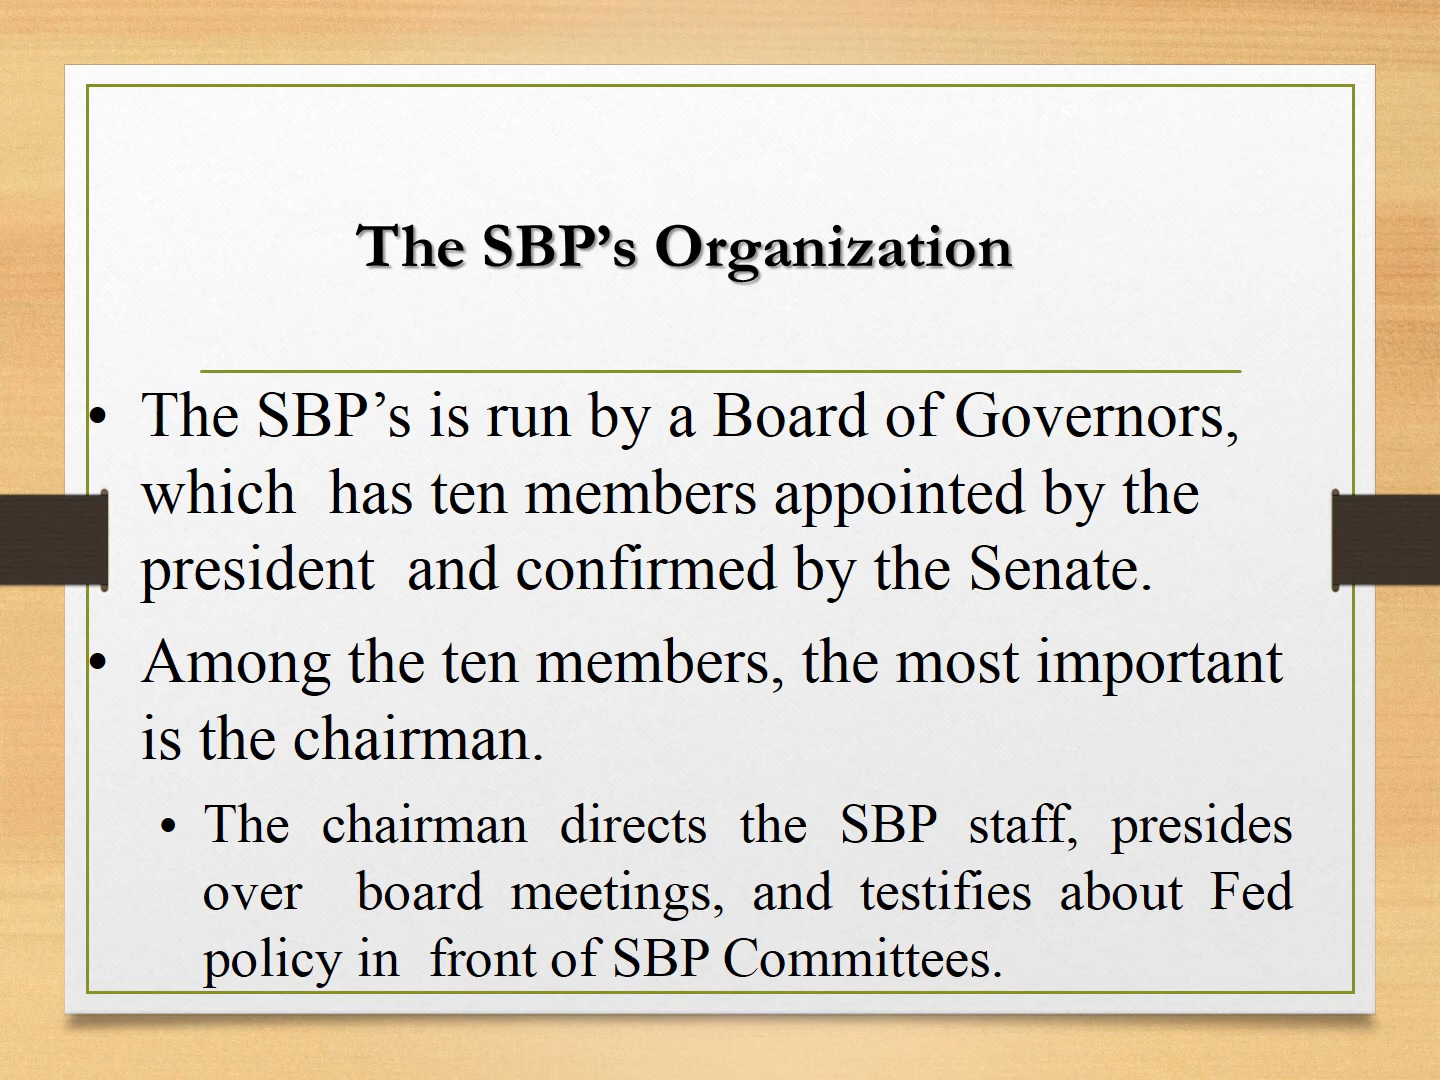 The SBP’s Organization
• The SBP’s is run by a Board of Governors,
which has ten members appointed by the
president and confirmed by the Senate.
• Among the ten members, the most important
is the chairman.
• The chairman directs the SBP staff, presides
over board meetings, and testifies about Fed
policy in front of SBP Committees.